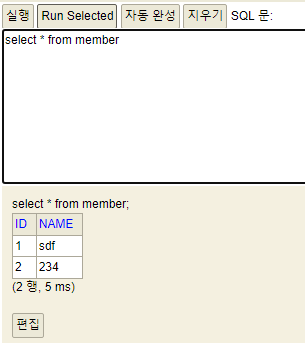 실행 Run Selected 자동 완성 지우기 SQL 문:
select * from member
select * from member;
ID NAME
1 sdf
2 234
(2 행, 5 ms)
편집